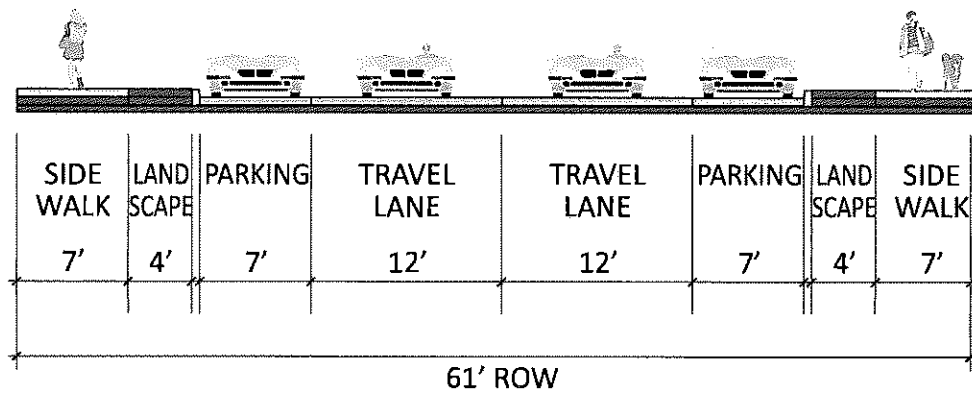 SIDE
WALK
7'
LAND
SCAPE
4'
PARKING
7'
TRAVEL
LANE
12'
TRAVEL
LANE
12'
PARKING
7'
LAND
SCAPE
4'
SIDE
WALK
7'
61' ROW